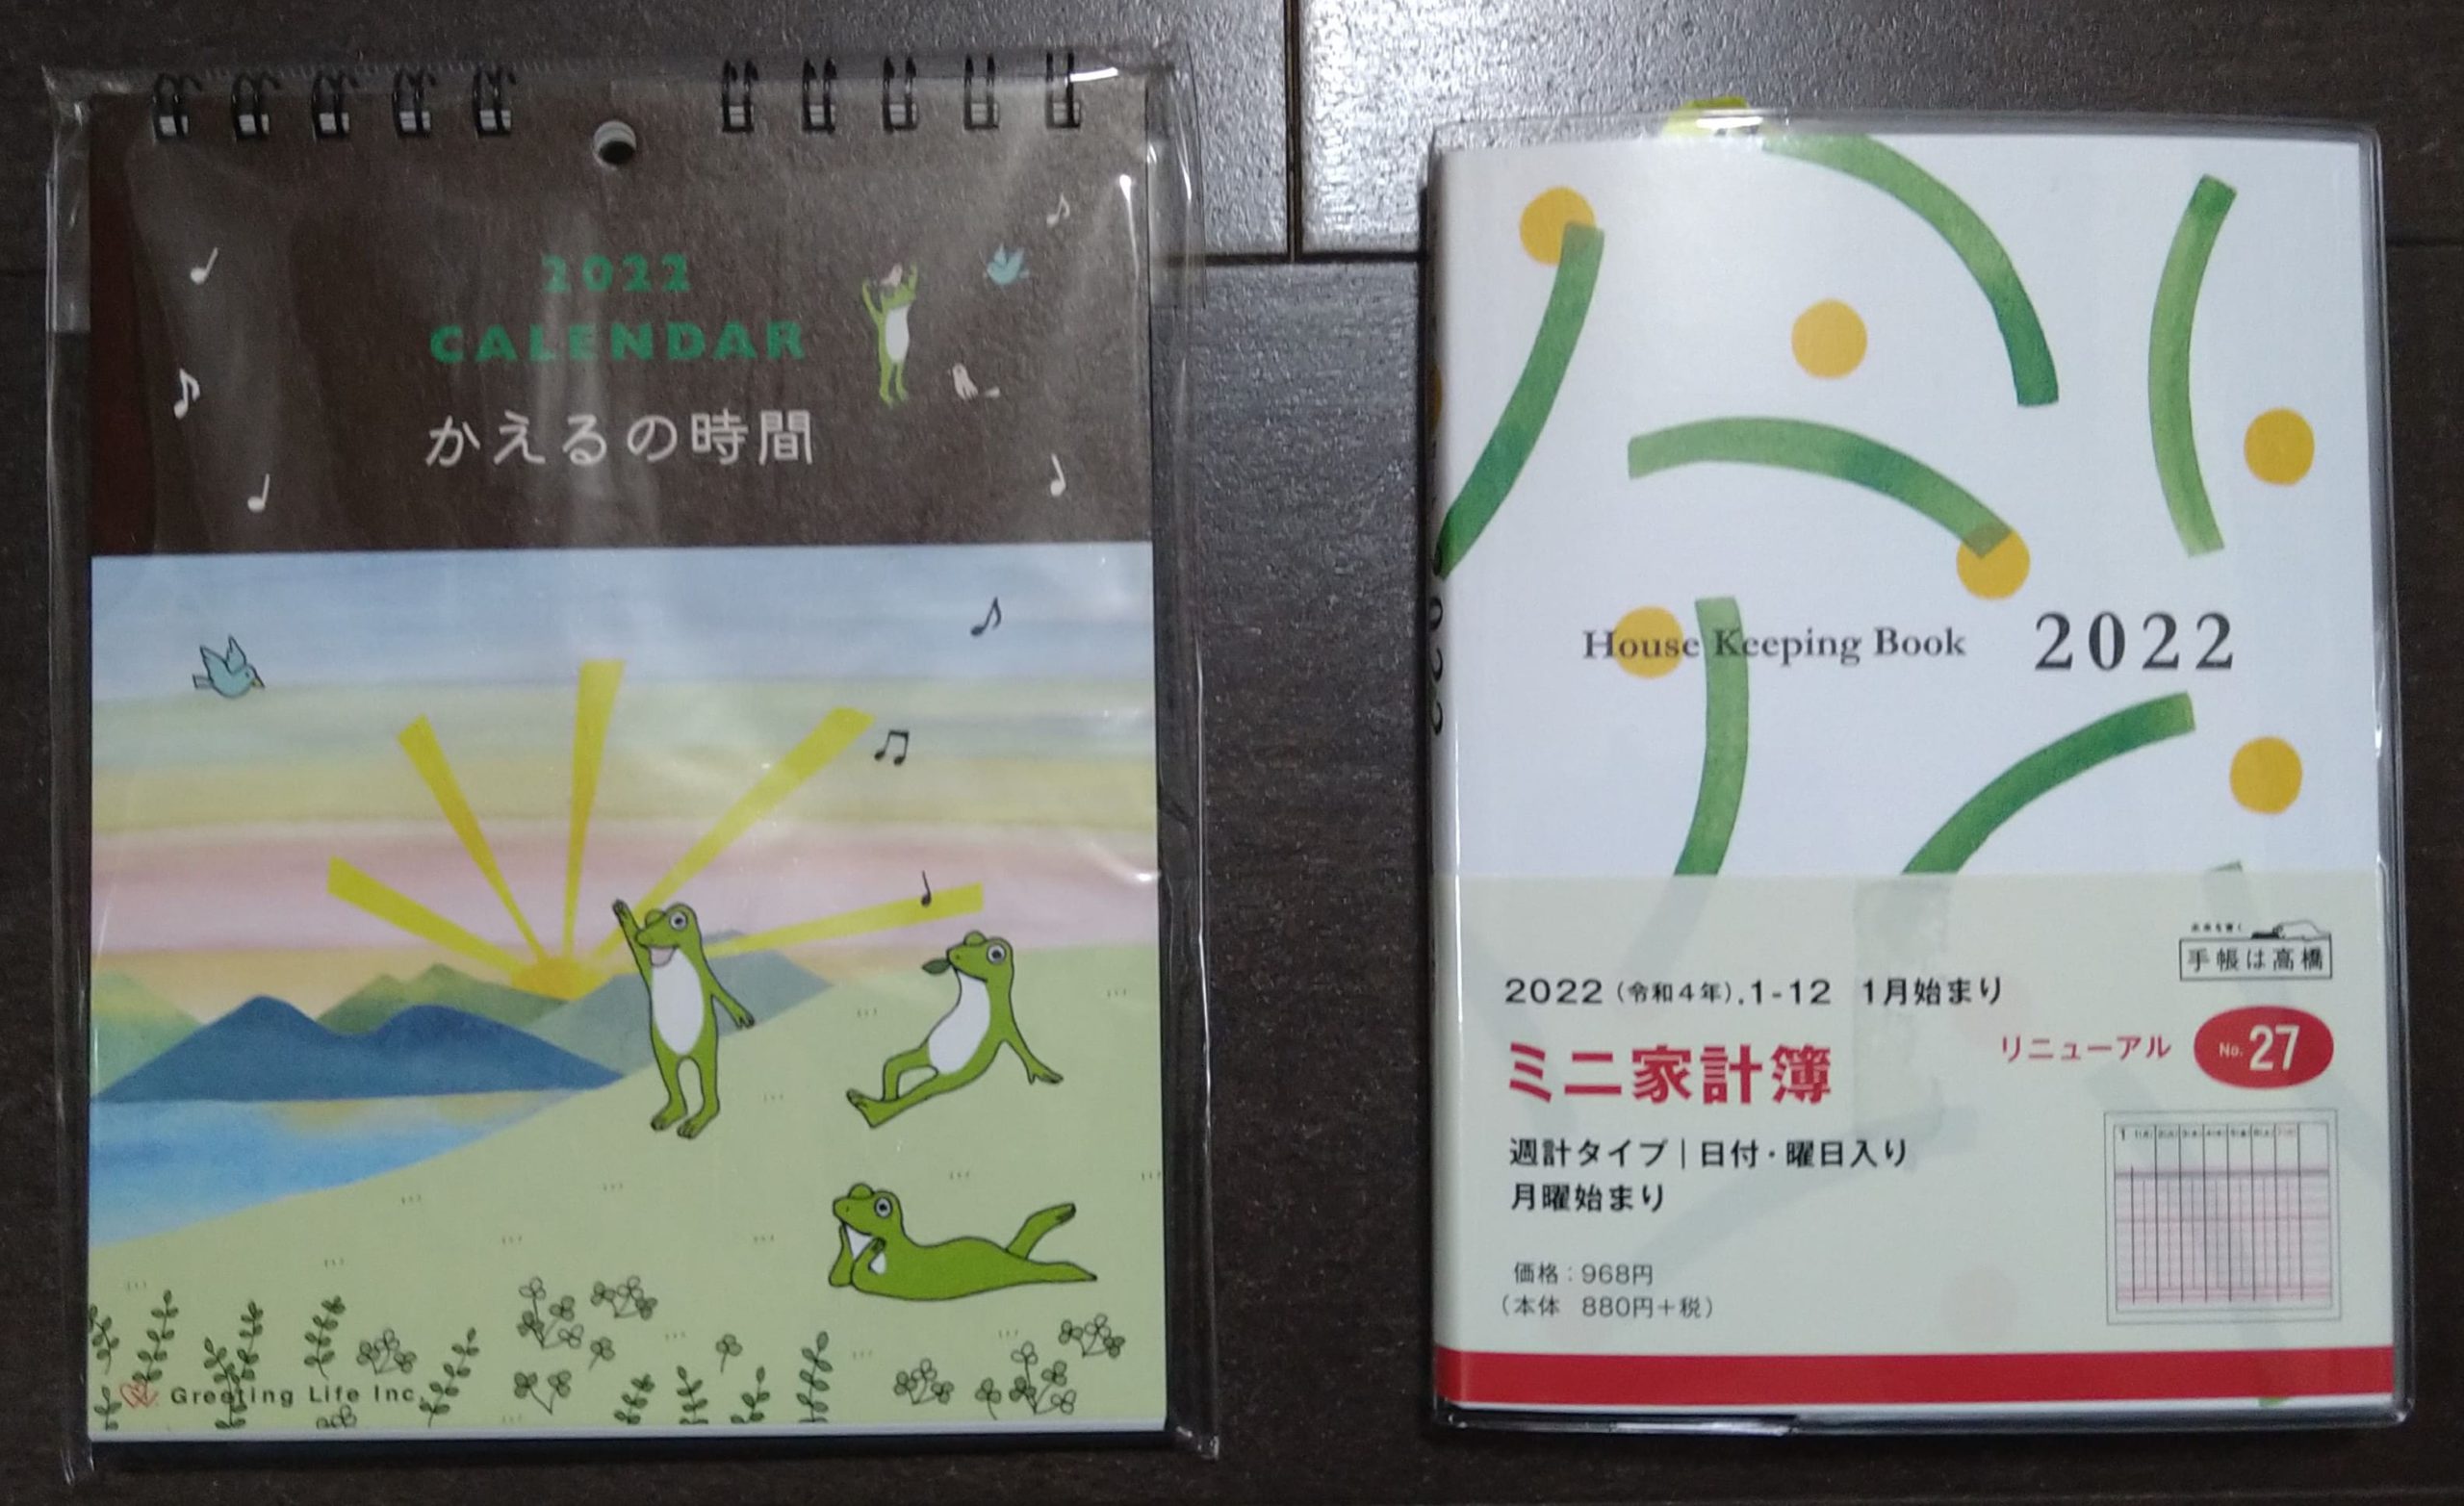 2022
CALENDAR
かえるの時間
Greeting Life Inc.
House Keeping Book 2022
2022
手帳は高橋
2022（令和4年）.1-12 1月始まり
リニューアル No.27
ミニ家計簿
週計タイプ｜日付・曜日入り
月曜始まり
価格：968円
（本体 880円＋税）